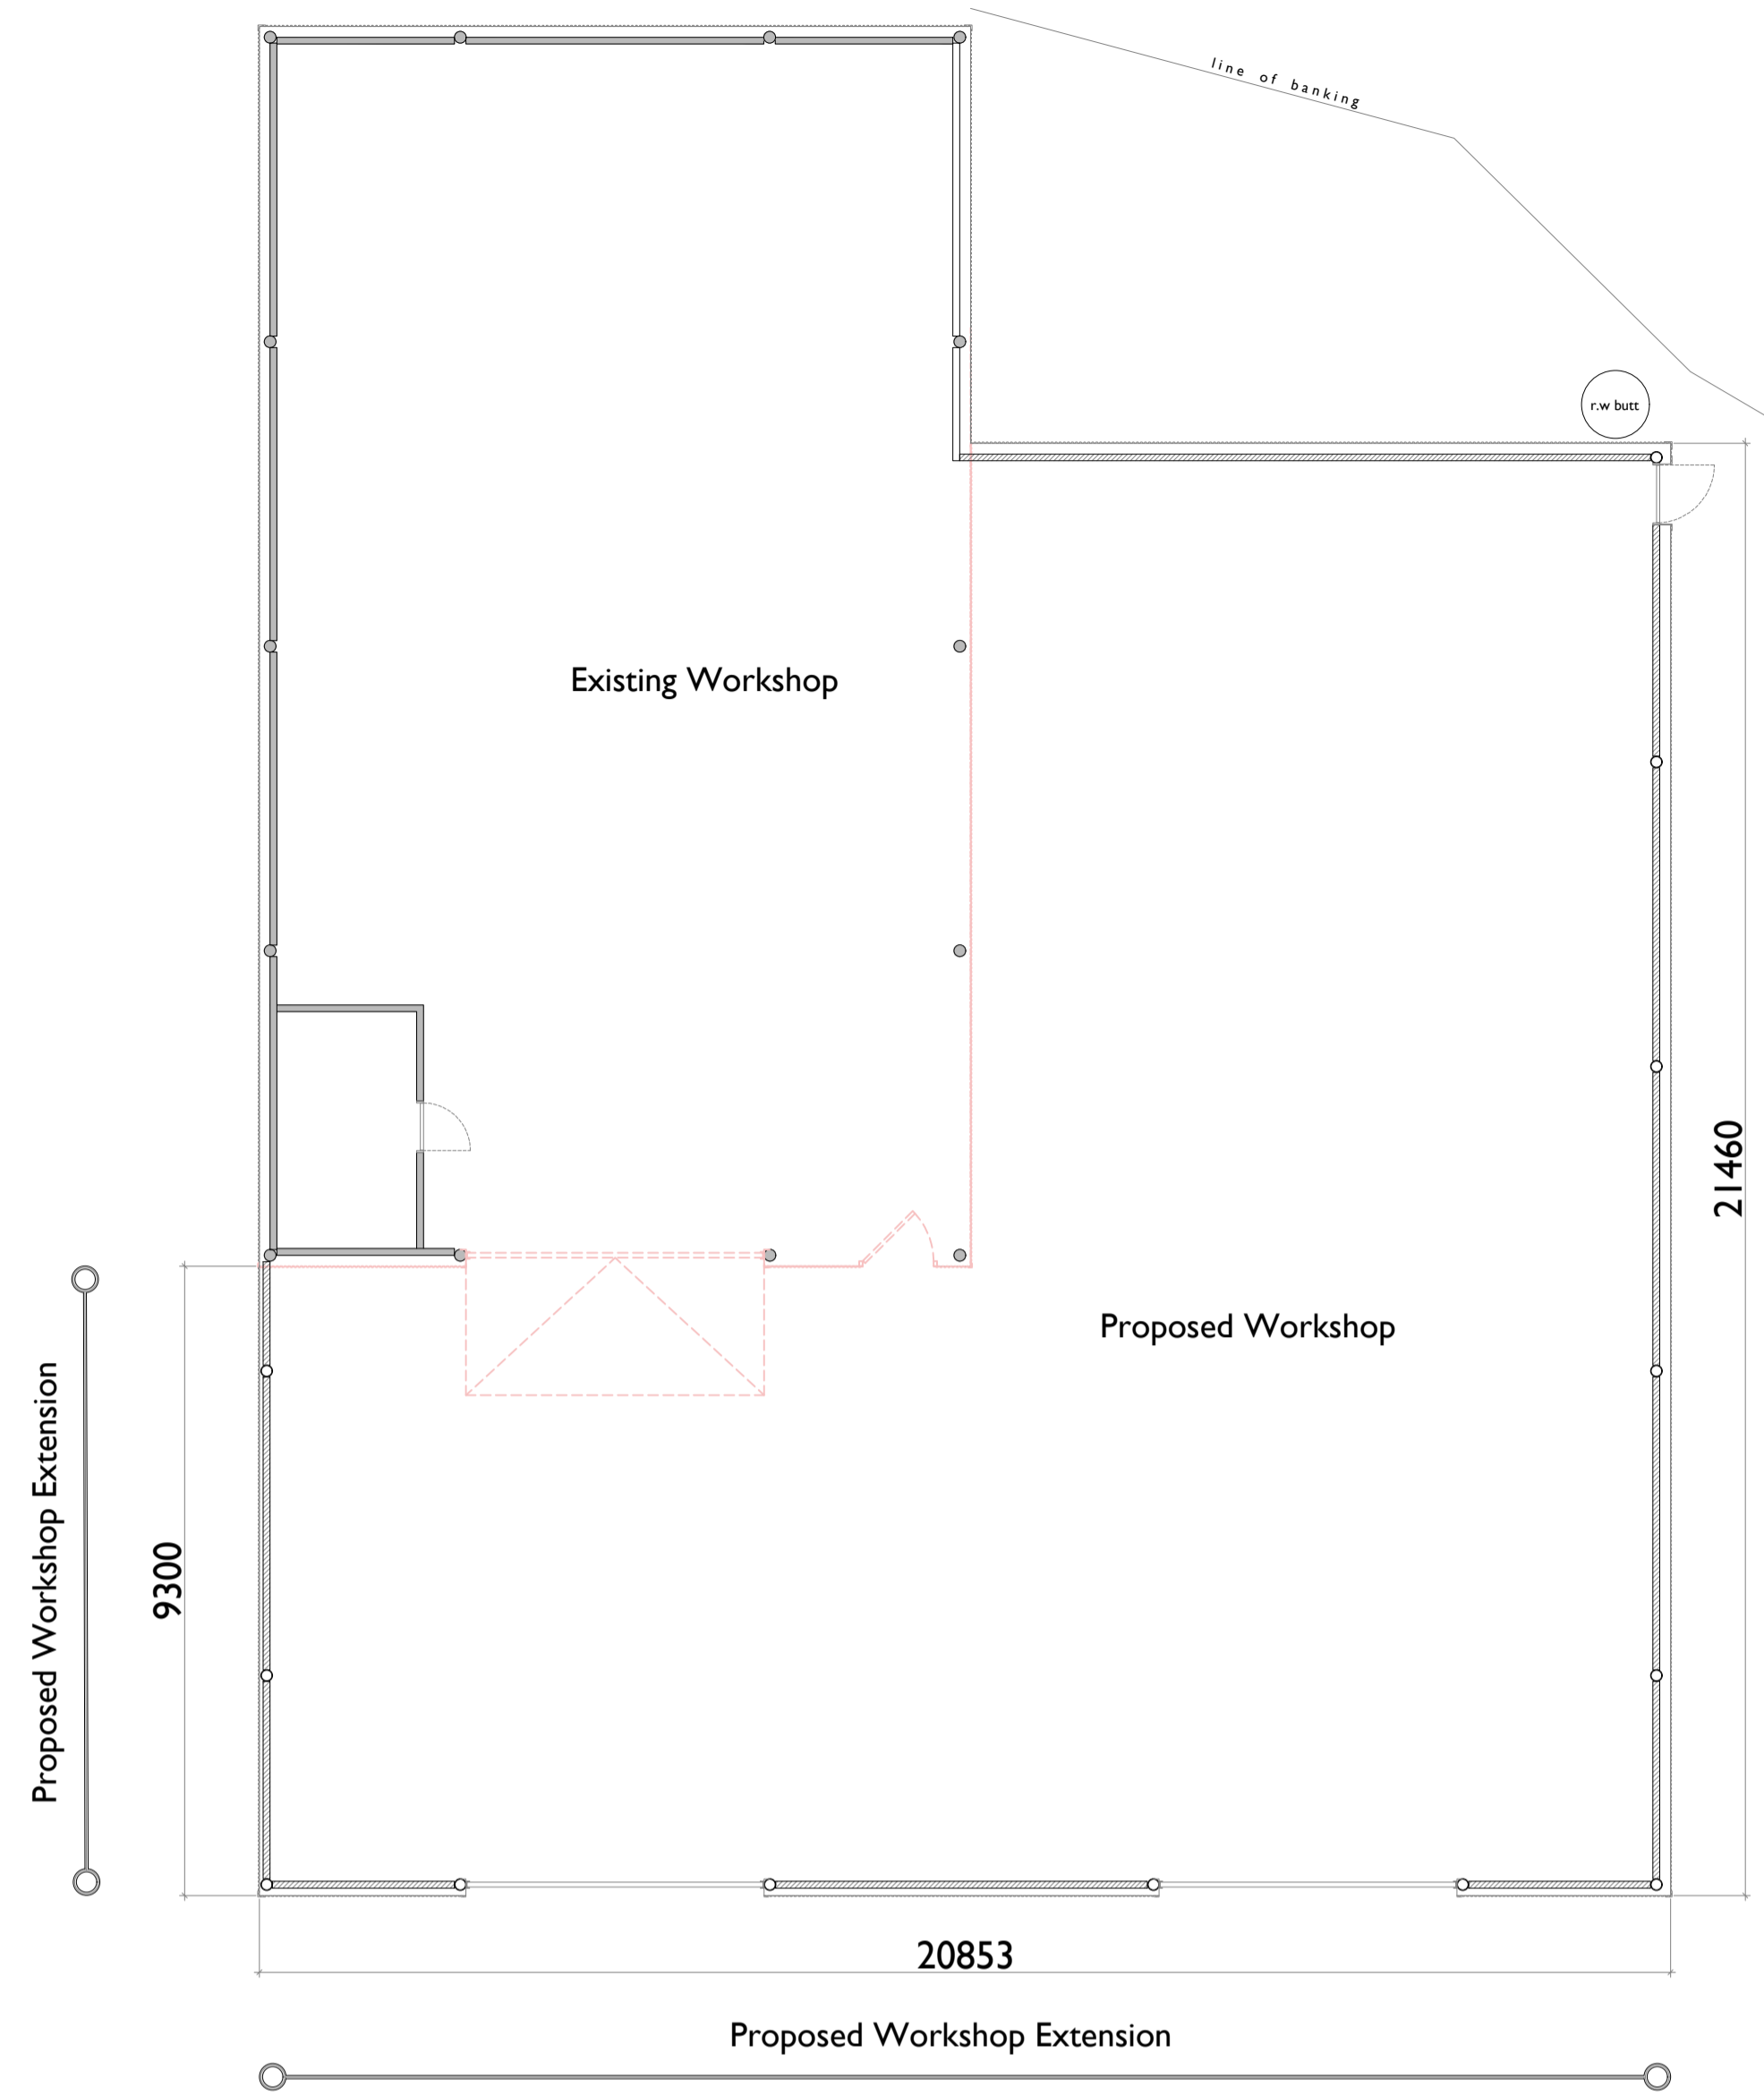 line of banking
r.w butt
Existing Workshop
21460
Proposed Workshop
Proposed Workshop Extension
9300
20853
Proposed Workshop Extension